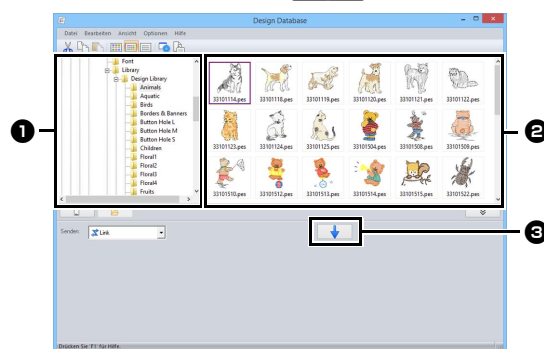 Design Database
Datei Bearbeiten Ansicht Optionen Hilfe
Font
Library
Design Library
Animals
Aquatic
Birds
Borders & Banners
Button Hole L
Button Hole M
Button Hole S
Children
Floral1
Floral2
Floral3
Floral4
Fruits
33101114.pes 33101118.pes 33101119.pes 33101120.pes 33101121.pes 33101122.pes
33101123.pes 33101124.pes 33101125.pes 33101504.pes 33101508.pes 33101509.pes
33101510.pes 33101512.pes 33101513.pes 33101514.pes 33101515.pes 33101522.pes
1
2
3
Senden: Link
Drücken Sie F1 für Hilfe.